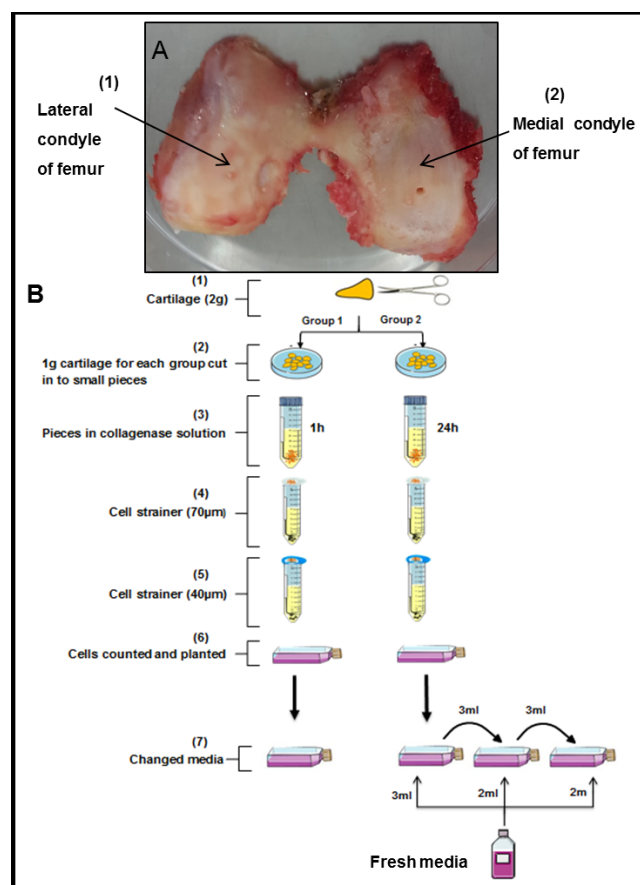 A
(1)
Lateral
condyle
of femur
(2)
Medial condyle
of femur
B
(1)
Cartilage (2g)
Group 1
Group 2
(2)
1g cartilage for each group cut
in to small pieces
(3)
Pieces in collagenase solution
1h
24h
(4)
Cell strainer (70µm)
(5)
Cell strainer (40µm)
(6)
Cells counted and planted
(7)
Changed media
3ml
3ml
3ml
2ml
2m
Fresh media